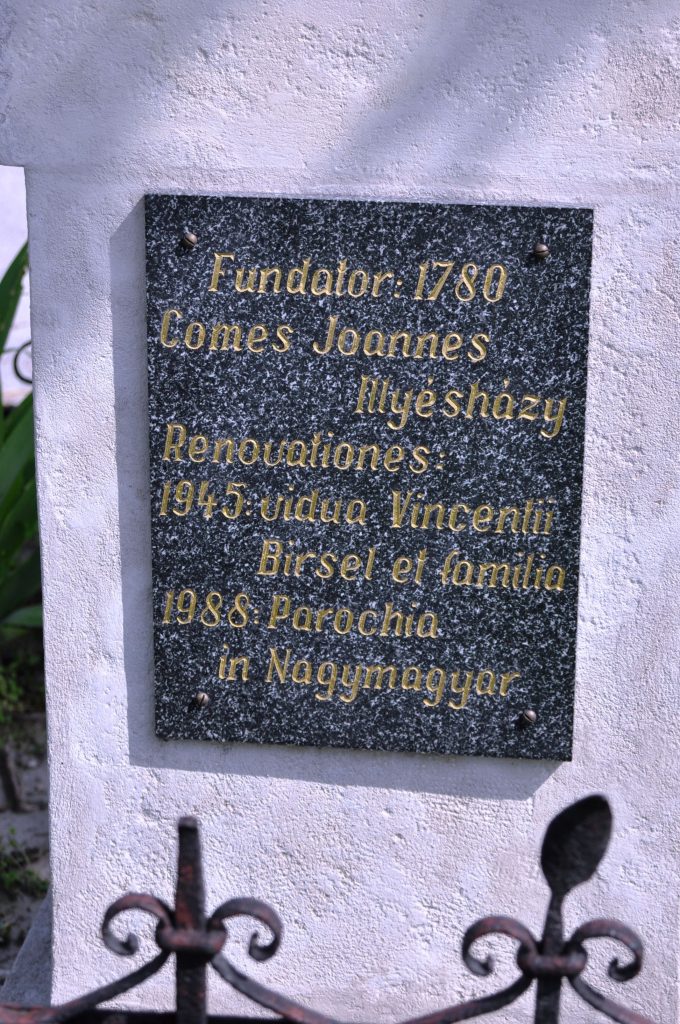 Fundator: 1780
Comes Joannes
Illyésházy
Renovationes:
1945: vidua Vincentii
Birsel et familia
1988: Parochia
in Nagymagyar